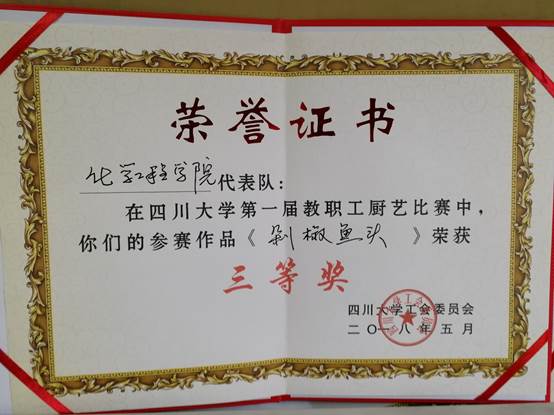 荣誉证书
化学工程学院代表队：
在四川大学第一届教职工厨艺比赛中，
你们的参赛作品《剁椒鱼头》荣获
三等奖
四川大学工会委员会
二〇一八年五月